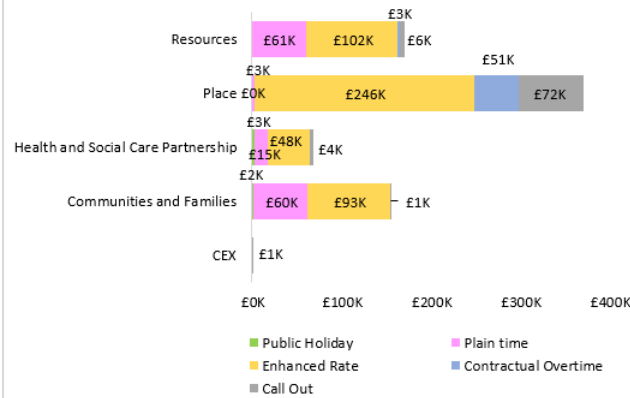 £3K
Resources £61K £102K £6K
£51K
£3K
Place £0K £246K £72K
£3K
Health and Social Care Partnership £15K £48K £4K
£2K
Communities and Families £60K £93K £1K
CEX £1K
£0K £100K £200K £300K £400K
Public Holiday Plain time
Enhanced Rate Contractual Overtime
Call Out